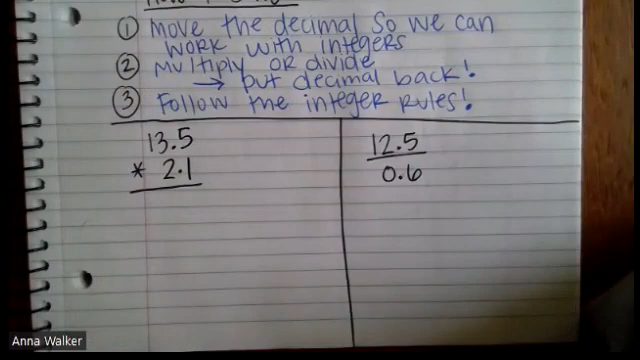 ① move the decimal so we can
work with integers
② multiply or divide
→ put decimal back!
③ Follow the integer rules!
13.5
* 2.1
12.5
0.6
Anna Walker